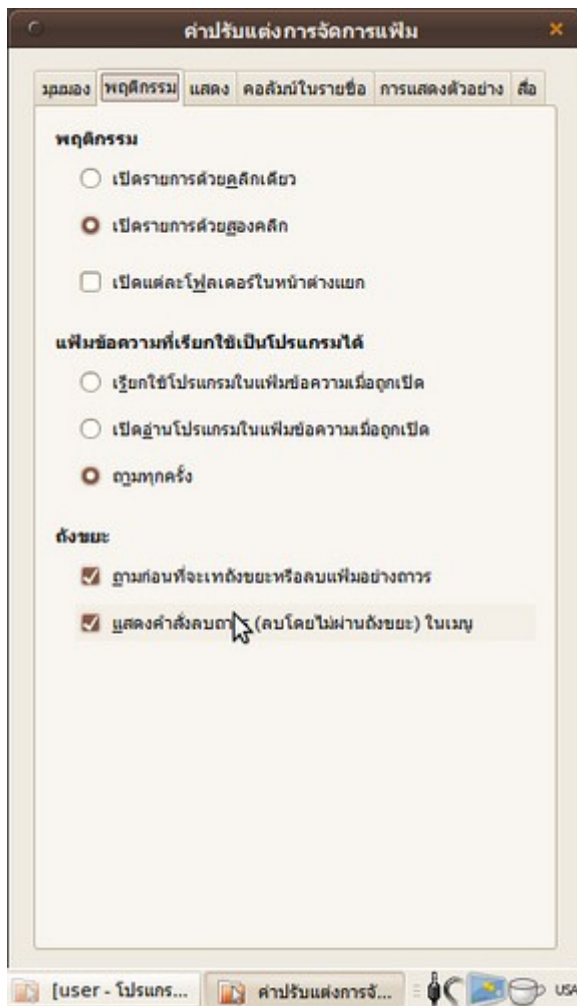 ค่าปรับแต่งการจัดการแฟ้ม
มุมมอง พฤติกรรม แสดง คอลัมน์ในรายชื่อ การแสดงตัวอย่าง สื่อ
พฤติกรรม
เปิดรายการด้วยคลิกเดียว
เปิดรายการด้วยสองคลิก
เปิดแต่ละโฟลเดอร์ในหน้าต่างแยก
แฟ้มข้อความที่เรียกใช้เป็นโปรแกรมได้
เรียกใช้โปรแกรมในแฟ้มข้อความเมื่อถูกเปิด
เปิดอ่านโปรแกรมในแฟ้มข้อความเมื่อถูกเปิด
ถามทุกครั้ง
ถังขยะ
ถามก่อนที่จะเทถังขยะหรือลบแฟ้มอย่างถาวร
แสดงคำสั่งลบถาวร (ลบโดยไม่ผ่านถังขยะ) ในเมนู
[user - โปรแกร... ค่าปรับแต่งการจั... USA